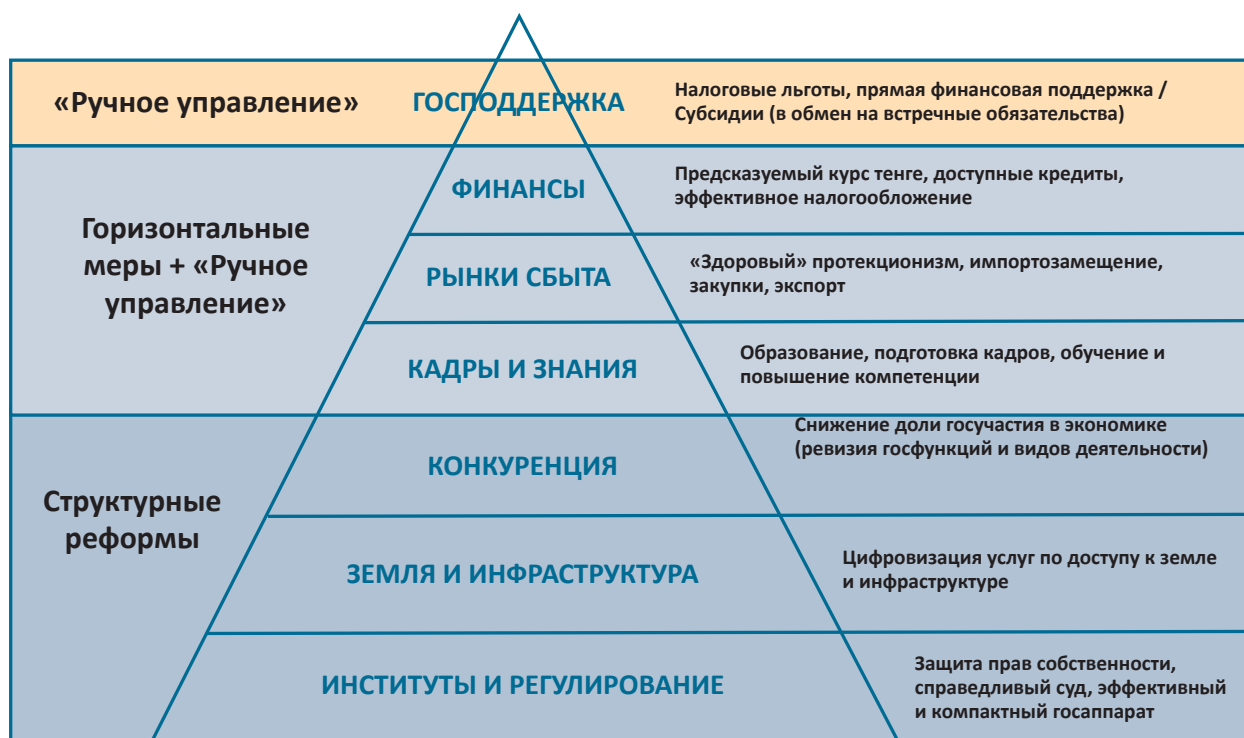 «Ручное управление»
ГОСПОДДЕРЖКА
Налоговые льготы, прямая финансовая поддержка /
Субсидии (в обмен на встречные обязательства)
Горизонтальные
меры + «Ручное
управление»
ФИНАНСЫ
Предсказуемый курс тенге, доступные кредиты,
эффективное налогообложение
РЫНКИ СБЫТА
«Здоровый» протекционизм, импортозамещение,
закупки, экспорт
КАДРЫ И ЗНАНИЯ
Образование, подготовка кадров, обучение и
повышение компетенции
Структурные
реформы
КОНКУРЕНЦИЯ
Снижение доли госучастия в экономике
(ревизия госфункций и видов деятельности)
ЗЕМЛЯ И ИНФРАСТРУКТУРА
Цифровизация услуг по доступу к земле
и инфраструктуре
ИНСТИТУТЫ И РЕГУЛИРОВАНИЕ
Защита прав собственности,
справедливый суд, эффективный
и компактный госаппарат